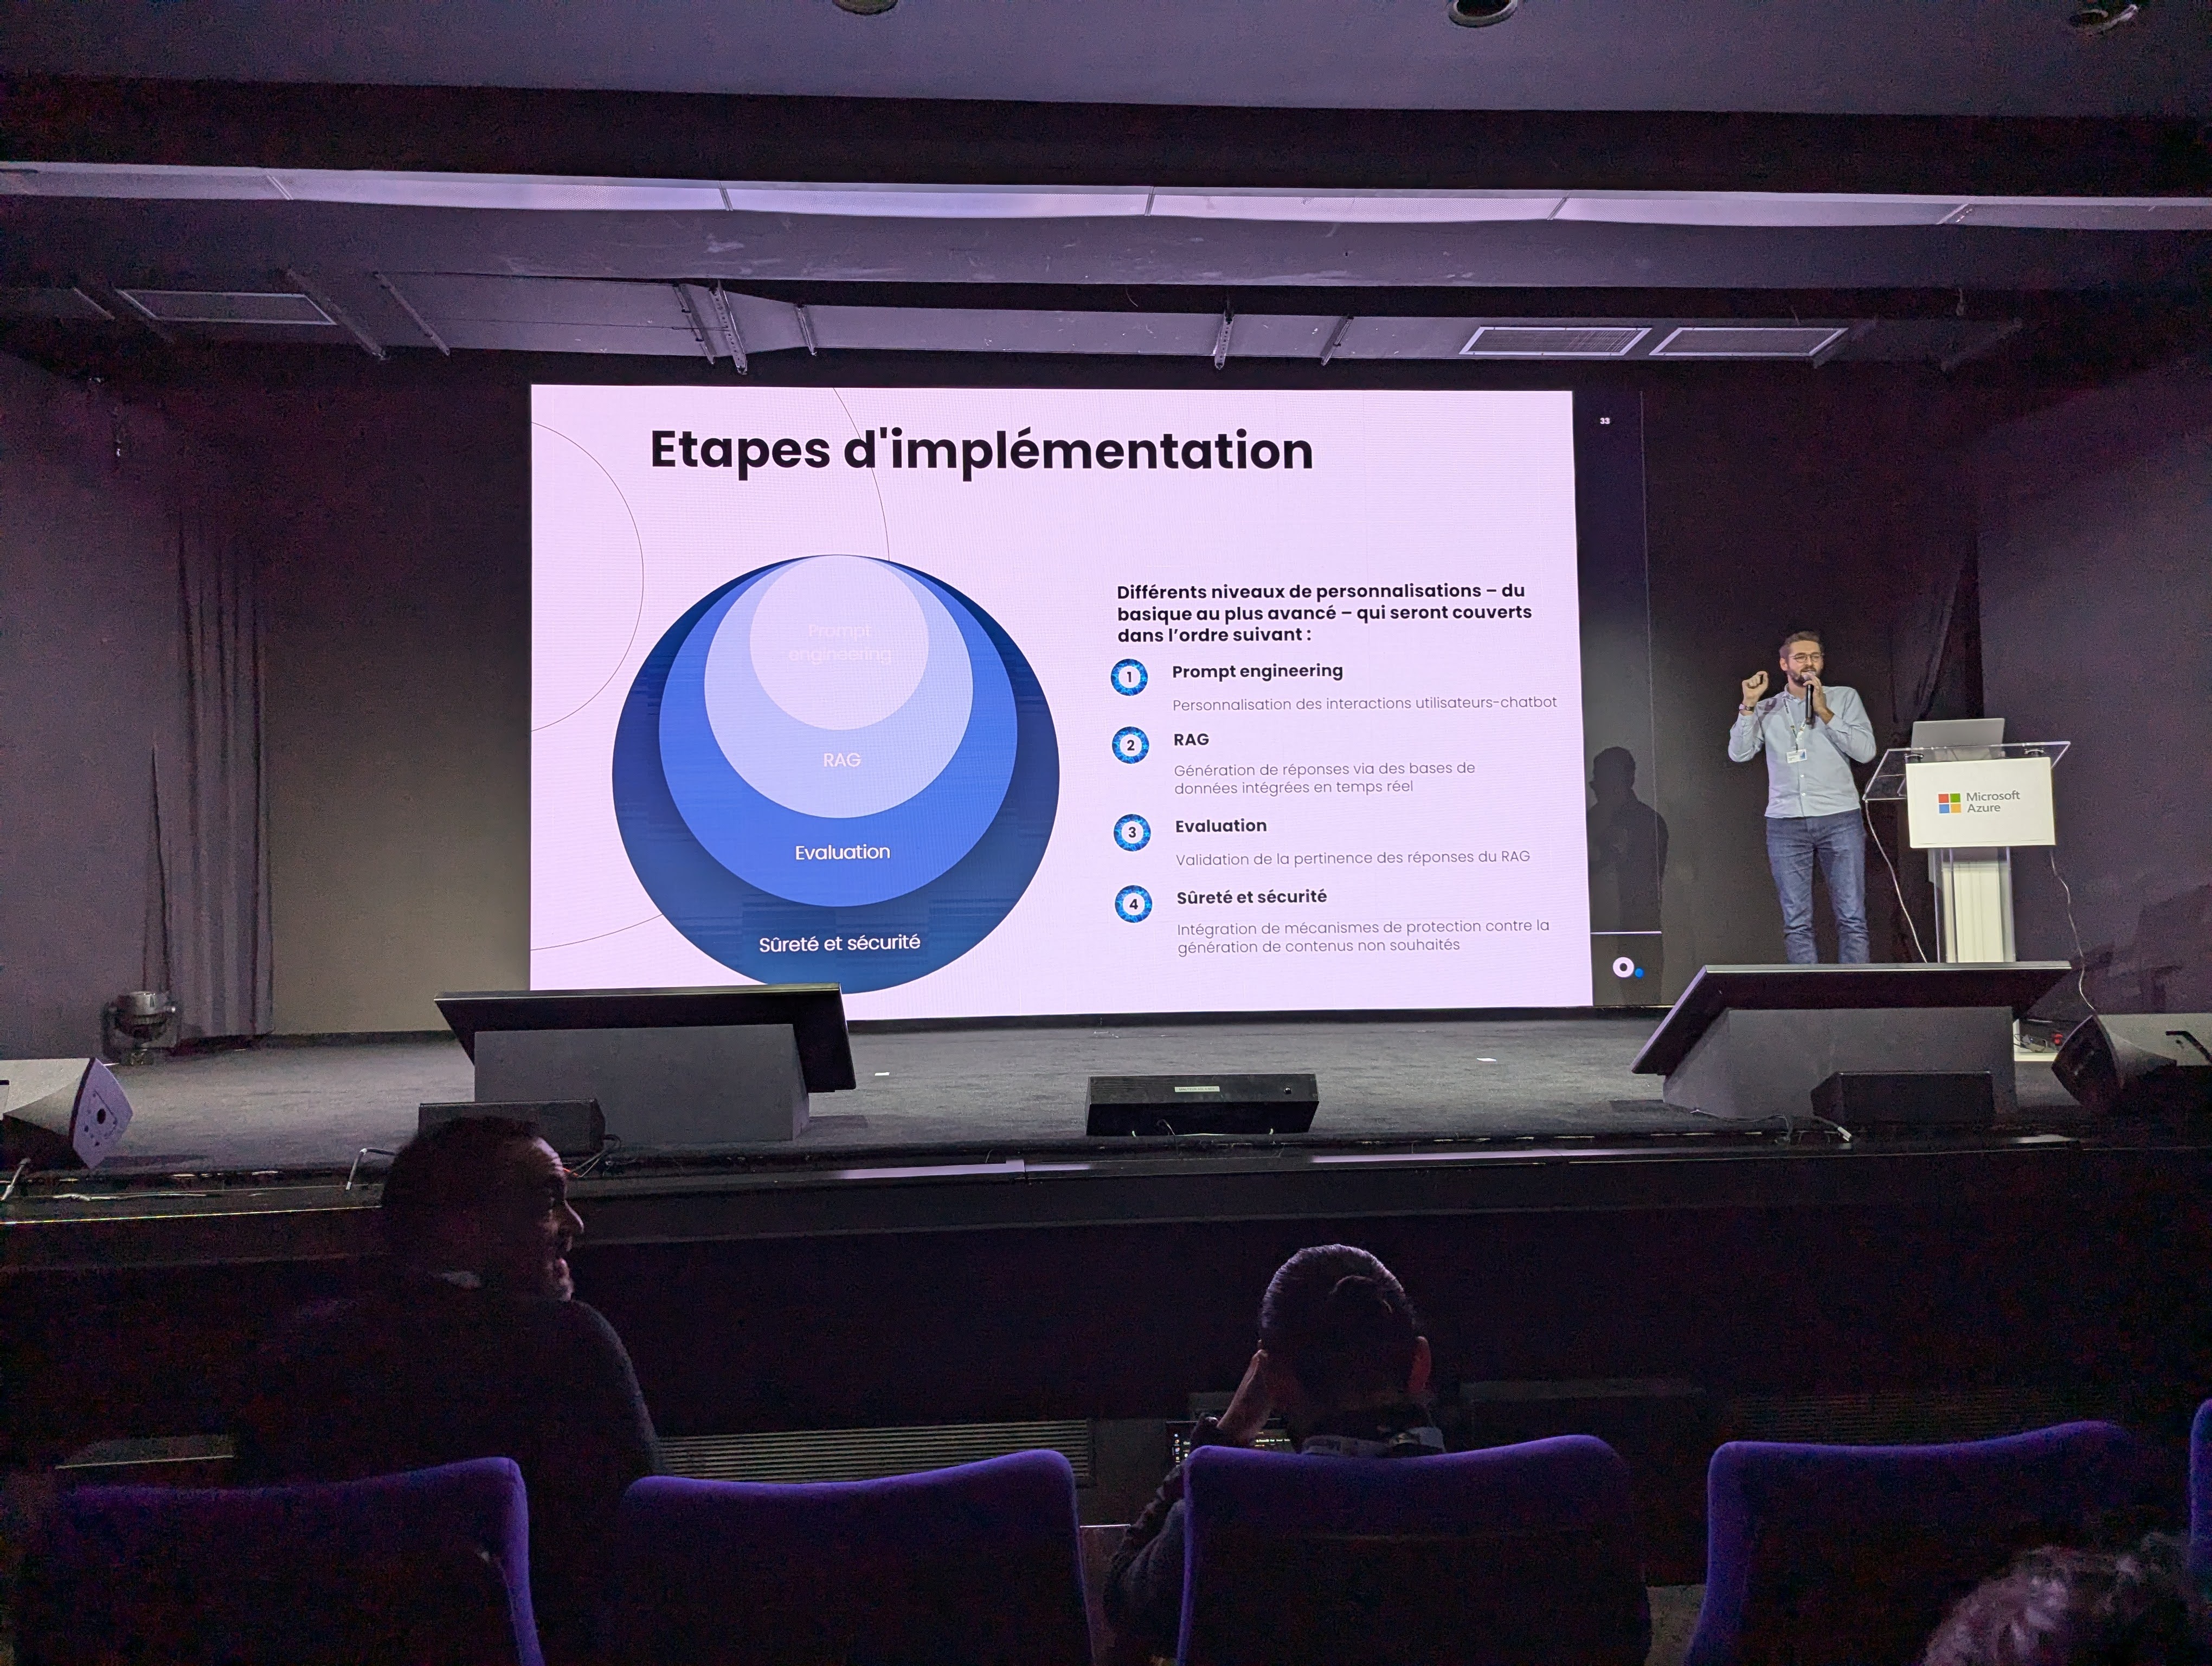 33
Etapes d'implémentation
Prompt
engineering
RAG
Evaluation
Sûreté et sécurité
Différents niveaux de personnalisations – du
basique au plus avancé – qui seront couverts
dans l'ordre suivant :
1
Prompt engineering
Personnalisation des interactions utilisateurs-chatbot
2
RAG
Génération de réponses via des bases de
données intégrées en temps réel
3
Evaluation
Validation de la pertinence des réponses du RAG
4
Sûreté et sécurité
Intégration de mécanismes de protection contre la
génération de contenus non souhaités
Microsoft
Azure